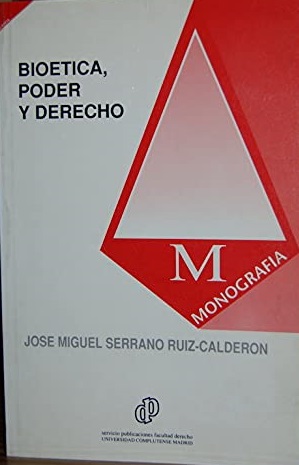 BIOETICA,
PODER
Y DERECHO
M
MONOGRAFIA
JOSE MIGUEL SERRANO RUIZ-CALDERON
servicio publicaciones facultad derecho
UNIVERSIDAD COMPLUTENSE MADRID